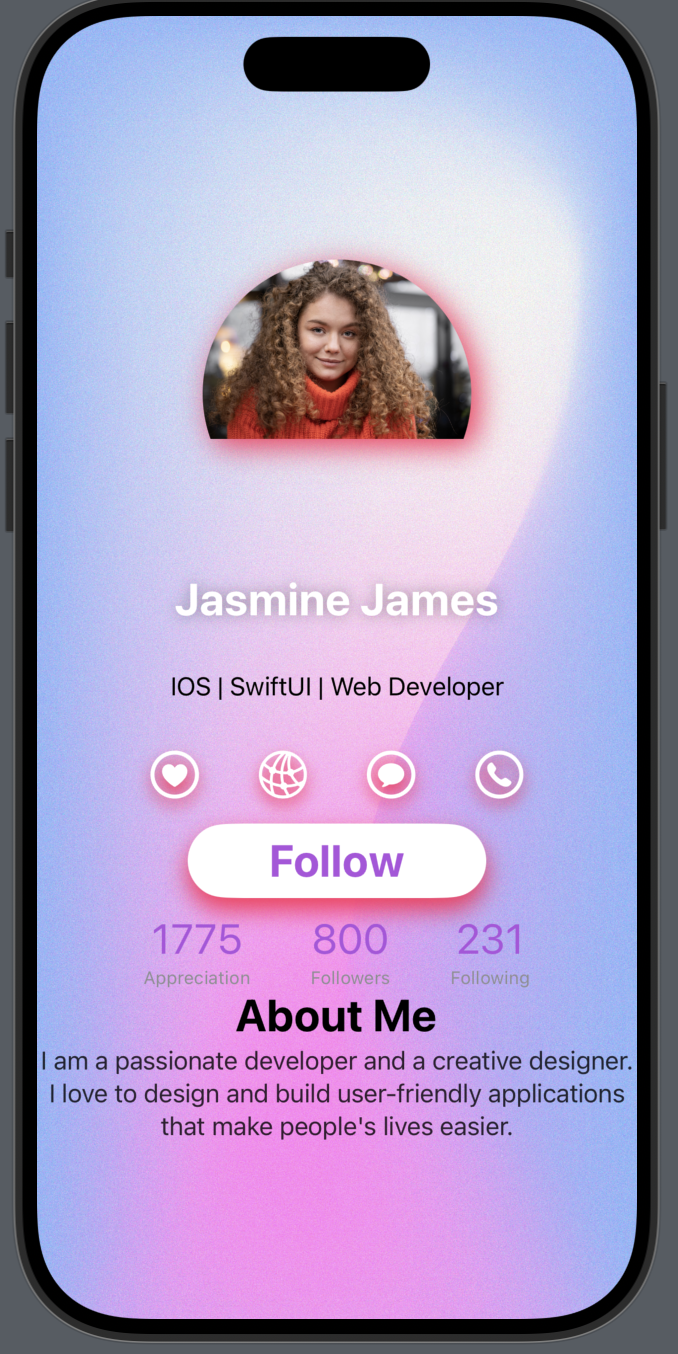 Jasmine James
IOS | SwiftUI | Web Developer
Follow
1775 800 231
Appreciation Followers Following
About Me
I am a passionate developer and a creative designer.
I love to design and build user-friendly applications
that make people's lives easier.